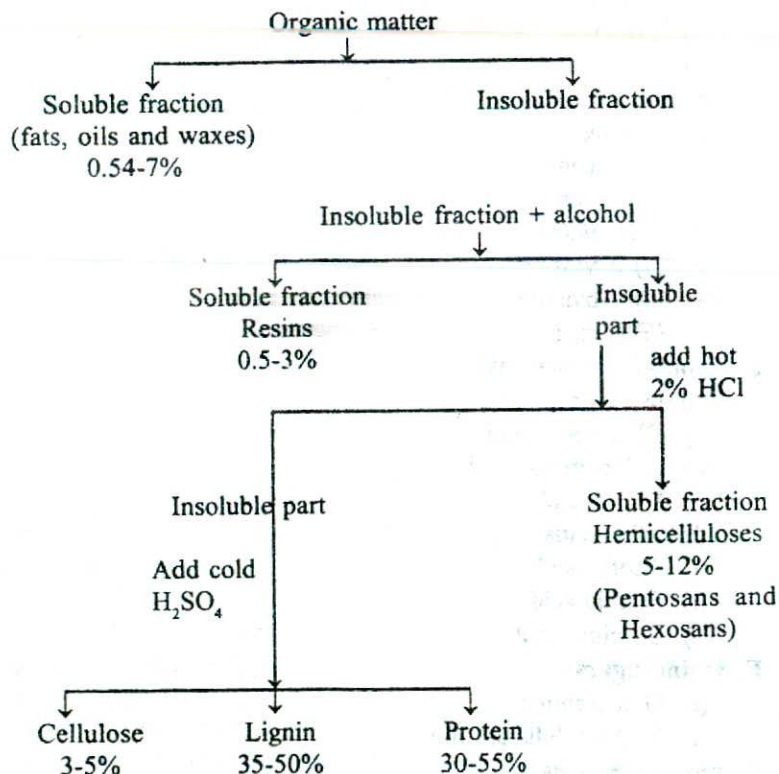 Organic matter
Soluble fraction
(fats, oils and waxes)
0.54-7%
Insoluble fraction
Insoluble fraction + alcohol
Soluble fraction
Resins
0.5-3%
Insoluble
part
add hot
2% HCl
Insoluble part
Add cold
H₂SO₄
Soluble fraction
Hemicelluloses
5-12%
(Pentosans and
Hexosans)
Cellulose
3-5%
Lignin
35-50%
Protein
30-55%